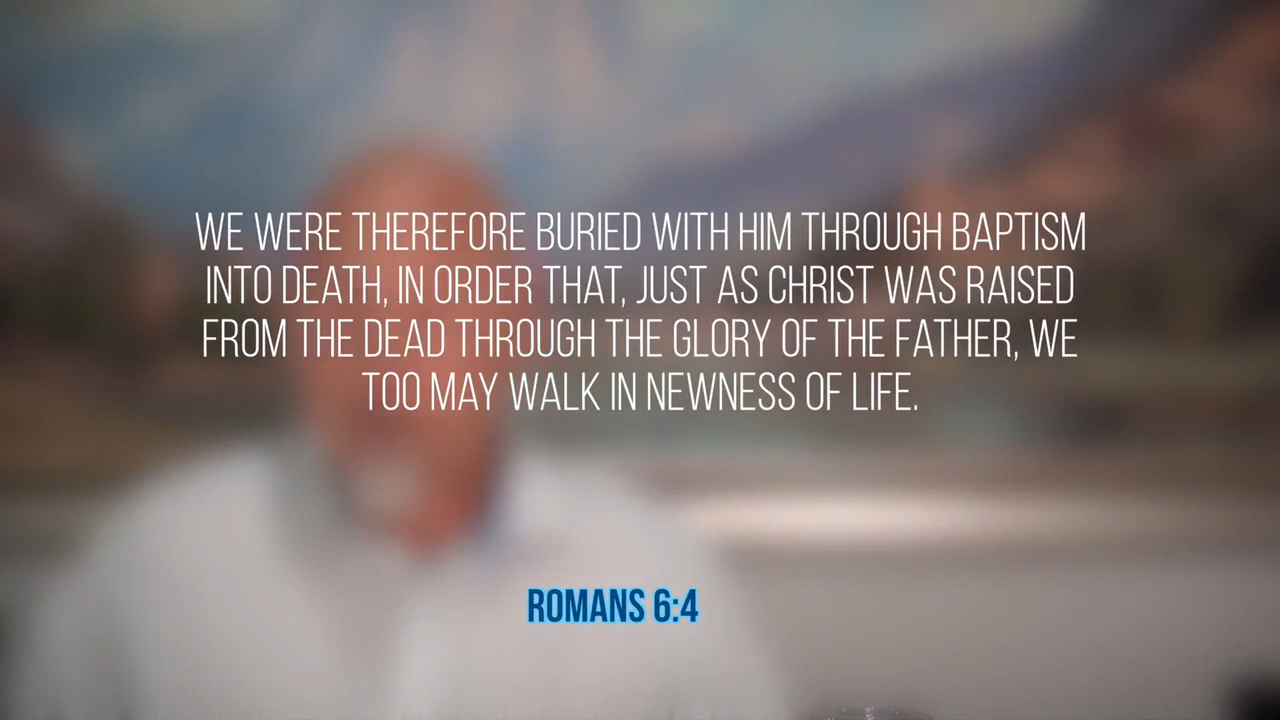 WE WERE THEREFORE BURIED WITH HIM THROUGH BAPTISM
INTO DEATH, IN ORDER THAT, JUST AS CHRIST WAS RAISED
FROM THE DEAD THROUGH THE GLORY OF THE FATHER, WE
TOO MAY WALK IN NEWNESS OF LIFE.
ROMANS 6:4